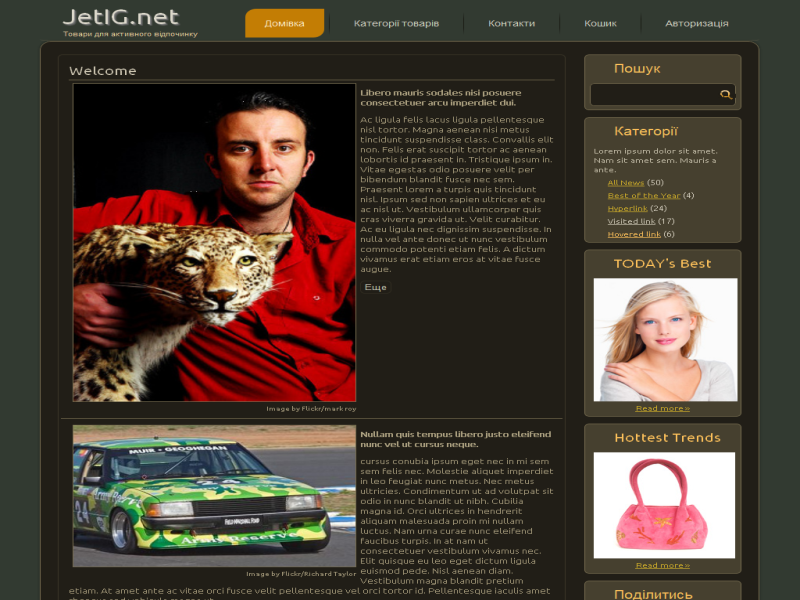 JetIG.net
Товари для активного відпочинку
Домівка
Категорії товарів
Контакти
Кошик
Авторизація
Welcome
Libero mauris sodales nisi posuere
consectetuer arcu imperdiet dui.
Ac ligula felis lacus ligula pellentesque
nisl tortor. Magna aenean nisi metus
tincidunt suspendisse class. Convallis elit
non. Felis erat suscipit tortor ac aenean
lobortis id praesent in. Tristique ipsum in.
Vitae egestas odio posuere velit per
bibendum blandit fusce nec sem.
Praesent lorem a turpis quis tincidunt
nisl. Ipsum sed non sapien ultrices et eu
ac nisl ut. Vestibulum ullamcorper quis
cras viverra gravida ut. Velit curabitur.
Ac eu ligula nec dignissim suspendisse. In
nulla vel ante donec ut nunc vestibulum
commodo potenti etiam felis. A dictum
vivamus erat etiam eros at vitae fusce
augue.
Еще
Image by Flickr/mark roy
MUIR - GEOGHEGAN
24
Army Reserve
Nullam quis tempus libero justo eleifend
nunc vel ut cursus neque.
cursus conubia ipsum eget nec in mi sem
sem felis nec. Molestie aliquet imperdiet
in leo feugiat nunc metus. Nec metus
ultricies. Condimentum ut ad volutpat sit
odio in nunc blandit ut nibh. Cubilia
magna id. Orci ultrices in hendrerit
aliquam malesuada proin mi nullam
luctus. Nam urna curae nunc eleifend
faucibus turpis. In at nam ut
consectetuer vestibulum vivamus nec.
Elit quisque eu leo eget dictum ligula
euismod pede. Nisl aenean diam.
Vestibulum magna blandit pretium
Image by Flickr/Richard Taylor
etiam. At amet ante ac vitae orci fusce velit pellentesque vel orci tortor id. Pellentesque iaculis amet
Пошук
Категорії
Lorem ipsum dolor sit amet.
Nam sit amet sem. Mauris a
ante.
All News (50)
Best of the Year (4)
Hyperlink (24)
Visited link (17)
Hovered link (6)
TODAY's Best
Read more »
Hottest Trends
Read more »
Поділитись